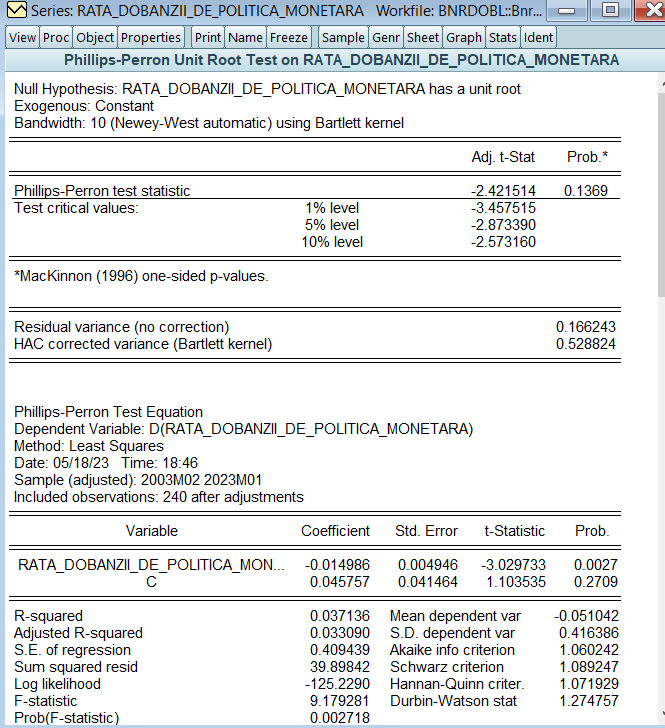 Series: RATA_DOBANZII_DE_POLITICA_MONETARA Workfile: BNRDOBL::Bnr...
View Proc Object Properties Print Name Freeze Sample Genr Sheet Graph Stats Ident
Phillips-Perron Unit Root Test on RATA_DOBANZII_DE_POLITICA_MONETARA
Null Hypothesis: RATA_DOBANZII_DE_POLITICA_MONETARA has a unit root
Exogenous: Constant
Bandwidth: 10 (Newey-West automatic) using Bartlett kernel
Adj. t-Stat Prob.*
Phillips-Perron test statistic -2.421514 0.1369
Test critical values: 1% level -3.457515
5% level -2.873390
10% level -2.573160
*MacKinnon (1996) one-sided p-values.
Residual variance (no correction) 0.166243
HAC corrected variance (Bartlett kernel) 0.528824
Phillips-Perron Test Equation
Dependent Variable: D(RATA_DOBANZII_DE_POLITICA_MONETARA)
Method: Least Squares
Date: 05/18/23 Time: 18:46
Sample (adjusted): 2003M02 2023M01
Included observations: 240 after adjustments
Variable Coefficient Std. Error t-Statistic Prob.
RATA_DOBANZII_DE_POLITICA_MON... -0.014986 0.004946 -3.029733 0.0027
C 0.045757 0.041464 1.103535 0.2709
R-squared 0.037136 Mean dependent var -0.051042
Adjusted R-squared 0.033090 S.D. dependent var 0.416386
S.E. of regression 0.409439 Akaike info criterion 1.060242
Sum squared resid 39.89842 Schwarz criterion 1.089247
Log likelihood -125.2290 Hannan-Quinn criter. 1.071929
F-statistic 9.179281 Durbin-Watson stat 1.274757
Prob(F-statistic) 0.002718